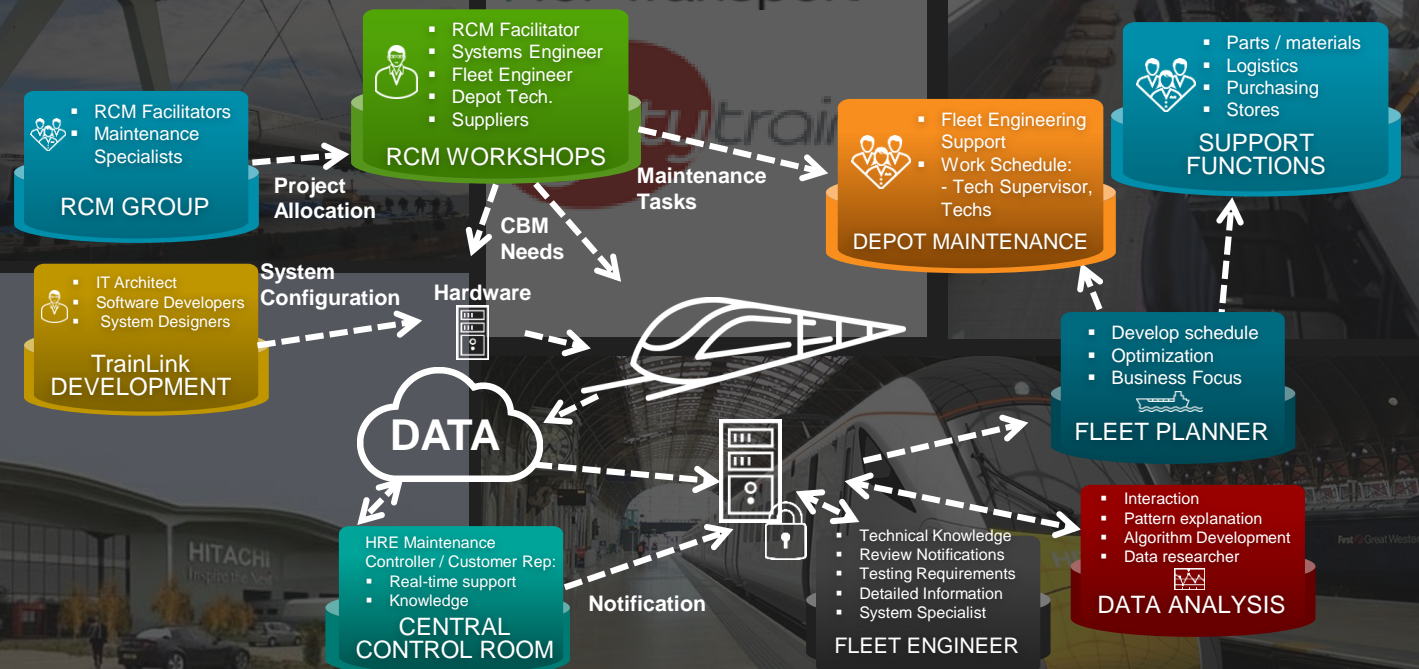 ▪ RCM Facilitators
▪ Maintenance
Specialists
RCM GROUP
Project
Allocation
▪ RCM Facilitator
▪ Systems Engineer
▪ Fleet Engineer
▪ Depot Tech.
▪ Suppliers
RCM WORKSHOPS
Maintenance
Tasks
CBM
Needs
▪ Fleet Engineering
Support
▪ Work Schedule:
- Tech Supervisor,
Techs
DEPOT MAINTENANCE
▪ Parts / materials
▪ Logistics
▪ Purchasing
▪ Stores
SUPPORT
FUNCTIONS
▪ IT Architect
▪ Software Developers
▪ System Designers
TrainLink
DEVELOPMENT
System
Configuration
Hardware
DATA
▪ Develop schedule
▪ Optimization
▪ Business Focus
FLEET PLANNER
HRE Maintenance
Controller / Customer Rep:
▪ Real-time support
▪ Knowledge
CENTRAL
CONTROL ROOM
Notification
▪ Technical Knowledge
▪ Review Notifications
▪ Testing Requirements
▪ Detailed Information
▪ System Specialist
FLEET ENGINEER
▪ Interaction
▪ Pattern explanation
▪ Algorithm Development
▪ Data researcher
DATA ANALYSIS
HITACHI
Inspire the Next
First Great Western